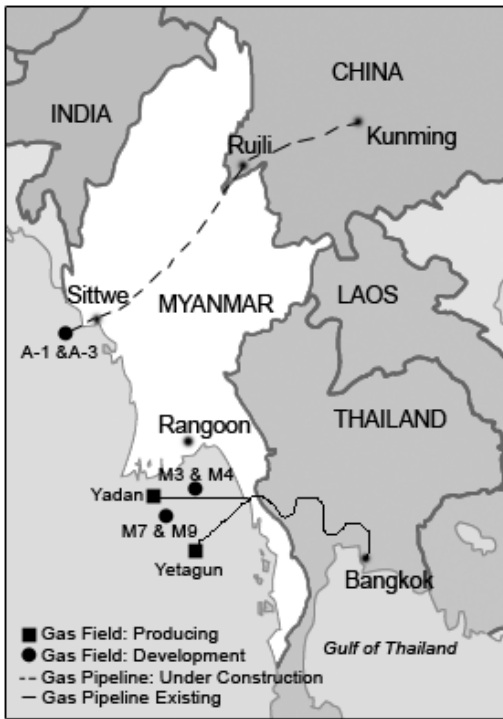 CHINA
INDIA
Ruili
Kunming
Sittwe
MYANMAR
LAOS
A-1 &A-3
THAILAND
Rangoon
M3 & M4
Yadan
M7 & M9
Yetagun
Bangkok
Gas Field: Producing
Gas Field: Development
Gulf of Thailand
Gas Pipeline: Under Construction
Gas Pipeline Existing